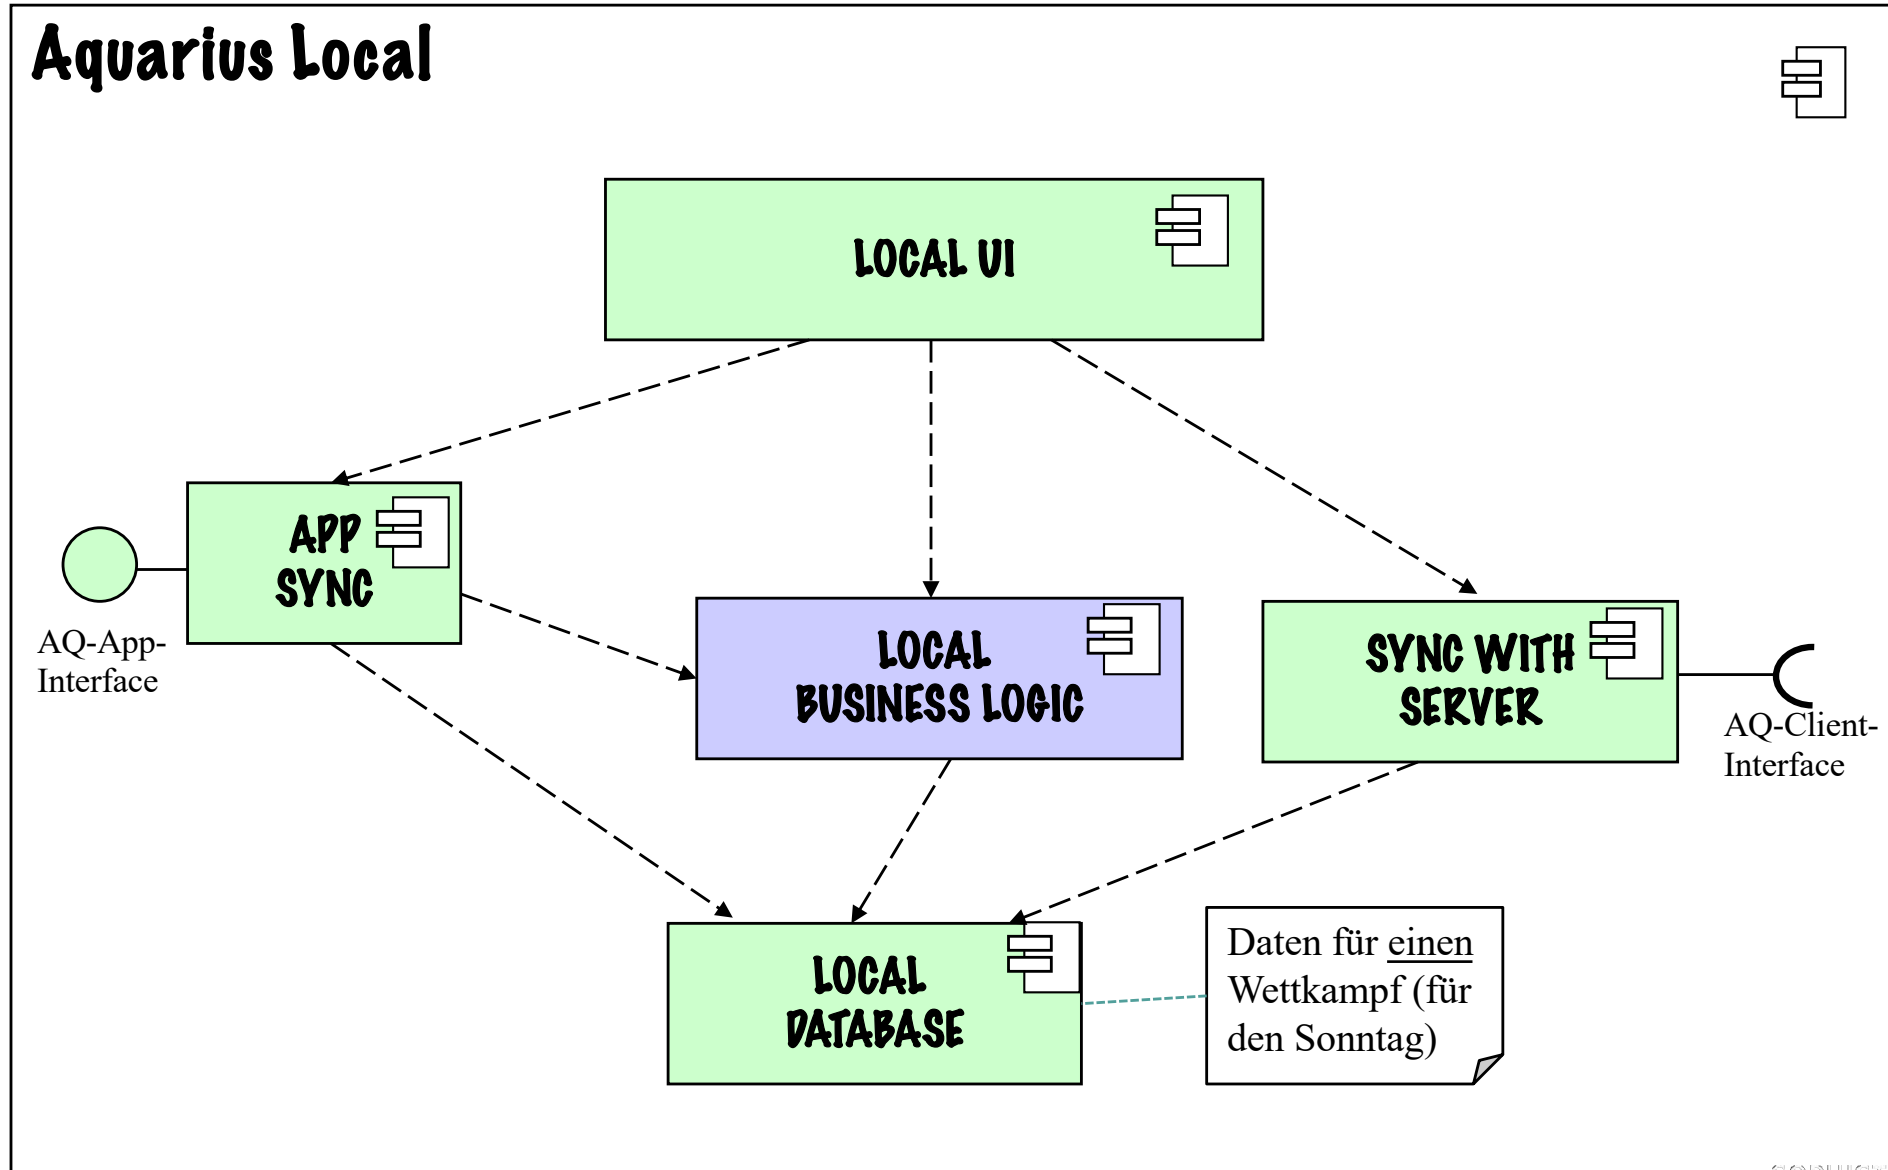 Aquarius Local
LOCAL UI
APP
SYNC
AQ-App-
Interface
LOCAL
BUSINESS LOGIC
SYNC WITH
SERVER
AQ-Client-
Interface
LOCAL
DATABASE
Daten für einen
Wettkampf (für
den Sonntag)